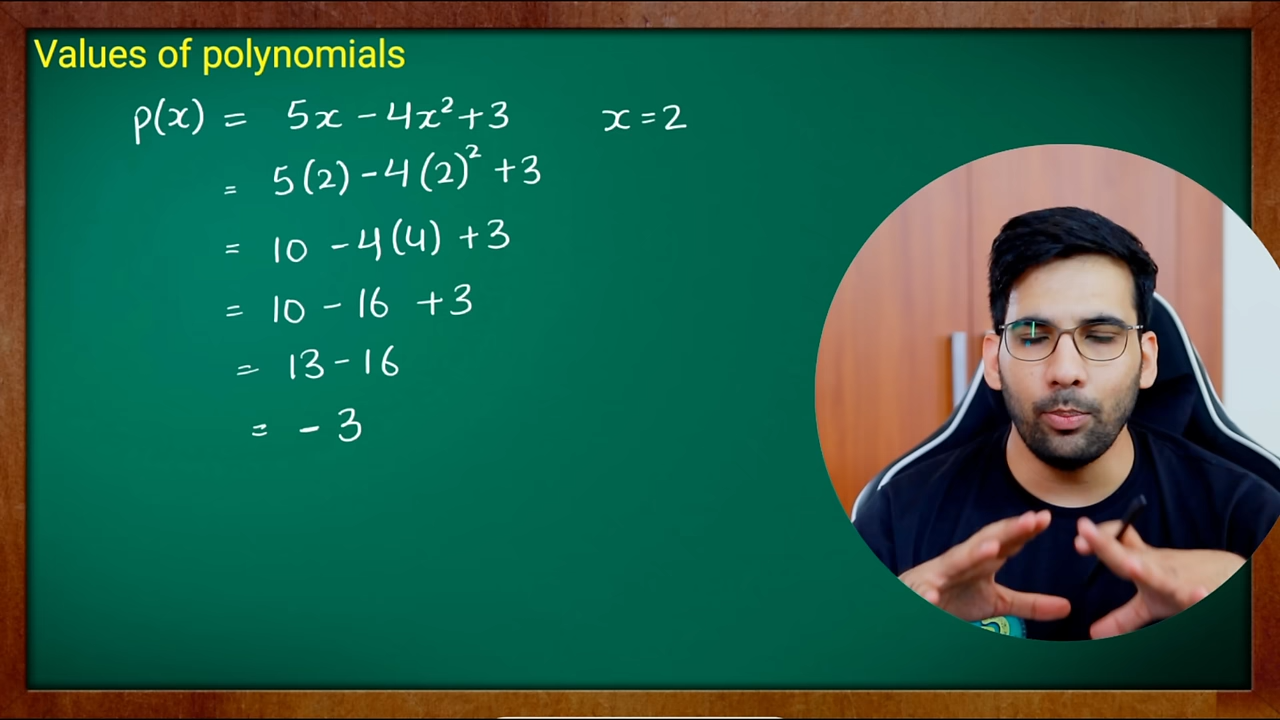 Values of polynomials
p(x) = 5x - 4x² + 3 x = 2
= 5(2) - 4(2)² + 3
= 10 - 4(4) + 3
= 10 - 16 + 3
= 13 - 16
= - 3